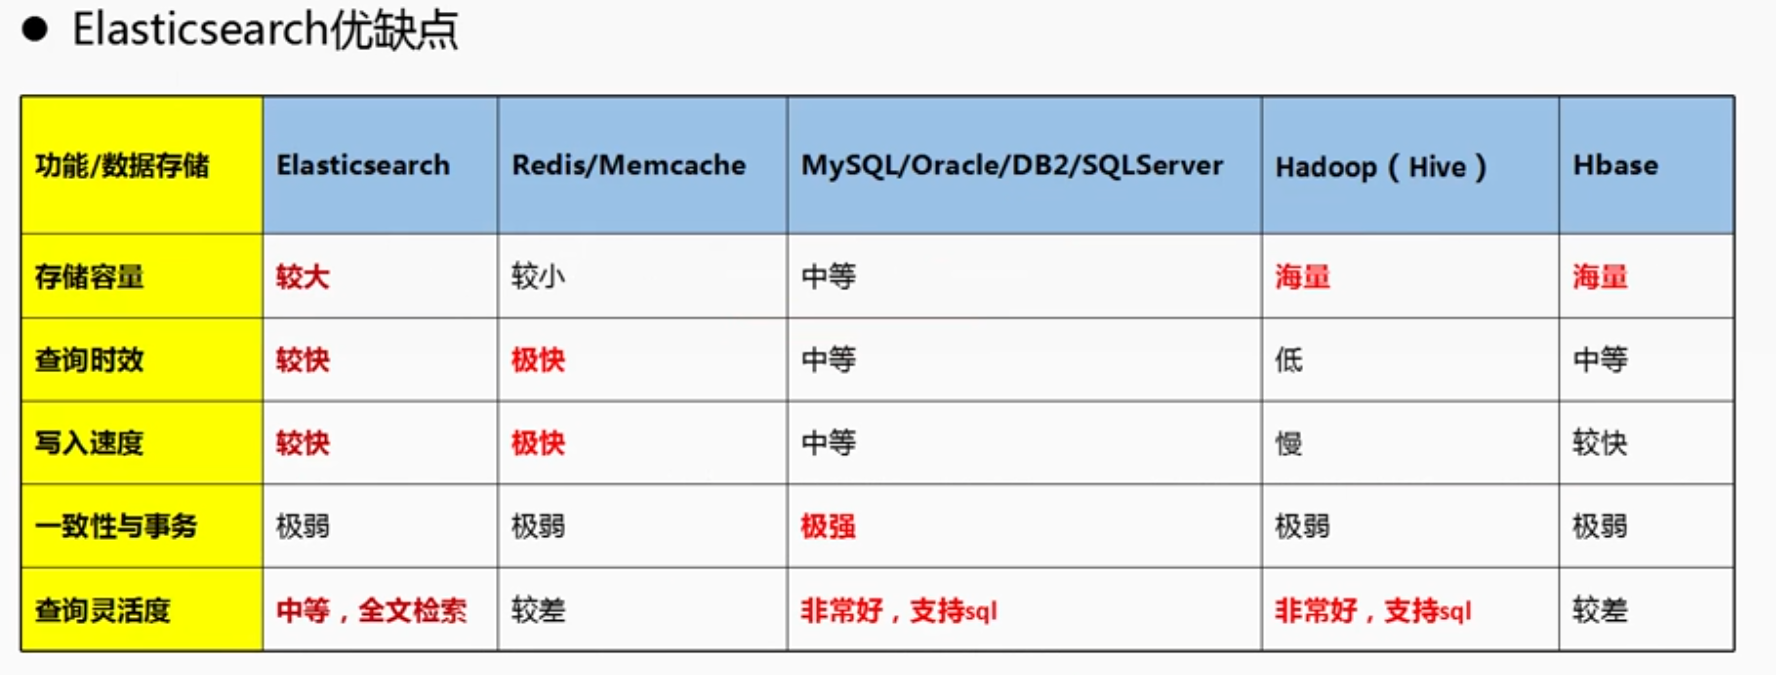 ● Elasticsearch优缺点
功能/数据存储 Elasticsearch Redis/Memcache MySQL/Oracle/DB2/SQLServer Hadoop（Hive） Hbase
存储容量 较大 较小 中等 海量 海量
查询时效 较快 极快 中等 低 中等
写入速度 较快 极快 中等 慢 较快
一致性与事务 极弱 极弱 极强 极弱 极弱
查询灵活度 中等，全文检索 较差 非常好，支持sql 非常好，支持sql 较差